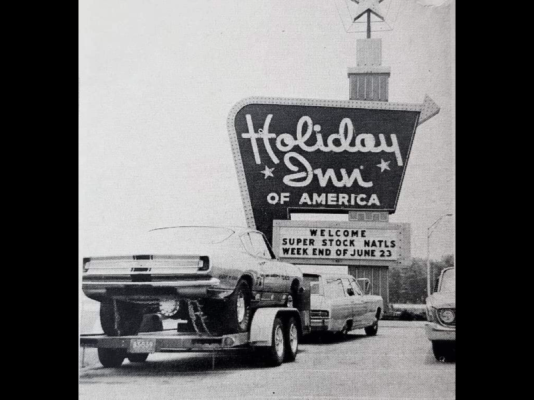 Holiday
Inn
OF AMERICA
WELCOME
SUPER STOCK NATLS
WEEK END OF JUNE 23